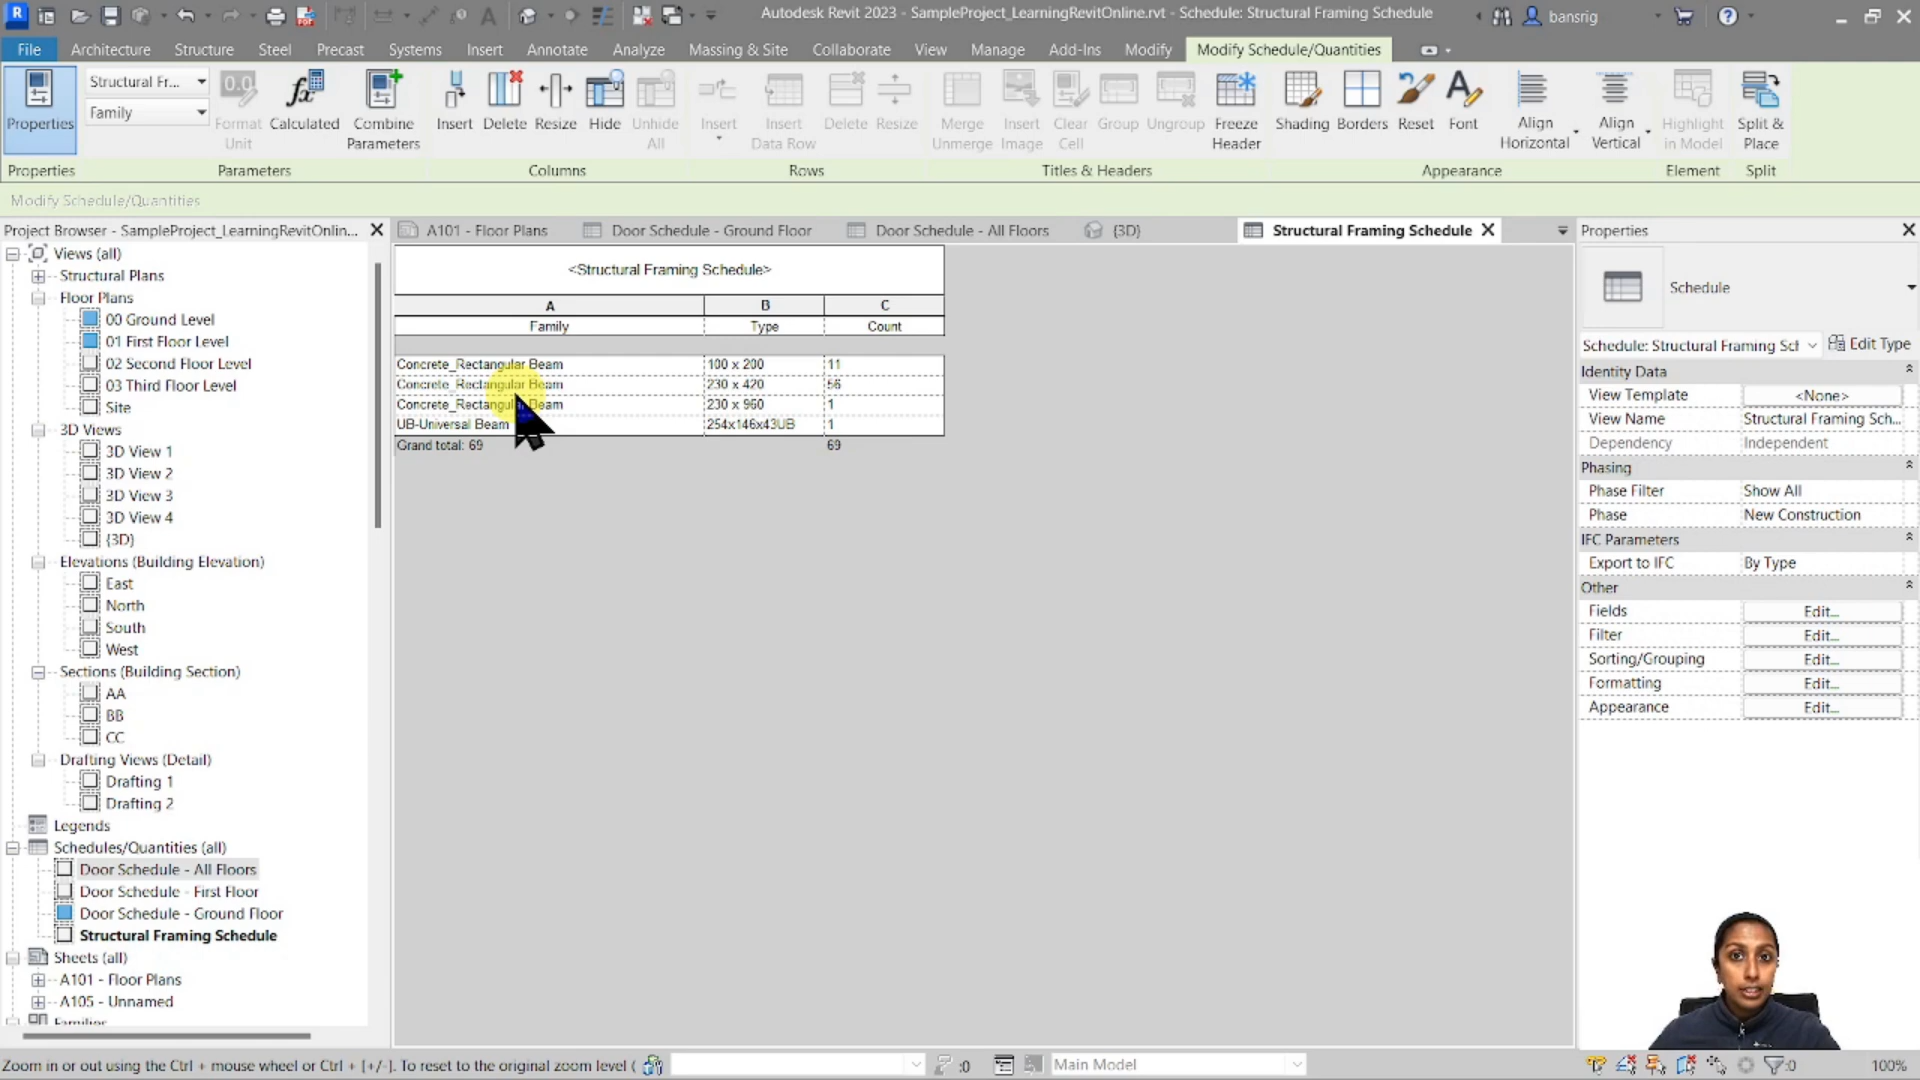 Autodesk Revit 2023 - SampleProject_LearningRevitOnline.rvt - Schedule: Structural Framing Schedule
bansrig
File Architecture Structure Steel Precast Systems Insert Annotate Analyze Massing & Site Collaborate View Manage Add-Ins Modify Modify Schedule/Quantities
Properties
Structural Fr...
Family
Format Unit
Calculated
Combine Parameters
Insert Delete Resize Hide Unhide All
Insert Insert Data Row Delete Resize
Merge Unmerge Insert Image Clear Cell Group Ungroup Freeze Header
Shading Borders Reset Font Align Horizontal Align Vertical
Highlight in Model
Split & Place
Properties Parameters Columns Rows Titles & Headers Appearance Element Split
Modify Schedule/Quantities
Project Browser - SampleProject_LearningRevitOnlin...
Views (all)
Structural Plans
Floor Plans
00 Ground Level
01 First Floor Level
02 Second Floor Level
03 Third Floor Level
Site
3D Views
3D View 1
3D View 2
3D View 3
3D View 4
{3D}
Elevations (Building Elevation)
East
North
South
West
Sections (Building Section)
AA
BB
CC
Drafting Views (Detail)
Drafting 1
Drafting 2
Legends
Schedules/Quantities (all)
Door Schedule - All Floors
Door Schedule - First Floor
Door Schedule - Ground Floor
Structural Framing Schedule
Sheets (all)
A101 - Floor Plans
A105 - Unnamed
Families
A101 - Floor Plans Door Schedule - Ground Floor Door Schedule - All Floors {3D} Structural Framing Schedule
<Structural Framing Schedule>
A B C
Family Type Count
Concrete_Rectangular Beam 100 x 200 11
Concrete_Rectangular Beam 230 x 420 56
Concrete_Rectangular Beam 230 x 960 1
UB-Universal Beam 254x146x43UB 1
Grand total: 69 69
Properties
Schedule
Schedule: Structural Framing Scl Edit Type
Identity Data
View Template <None>
View Name Structural Framing Sch...
Dependency Independent
Phasing
Phase Filter Show All
Phase New Construction
IFC Parameters
Export to IFC By Type
Other
Fields Edit...
Filter Edit...
Sorting/Grouping Edit...
Formatting Edit...
Appearance Edit...
Zoom in or out using the Ctrl + mouse wheel or Ctrl + [+/-]. To reset to the original zoom level (
:0
Main Model
:0
100%